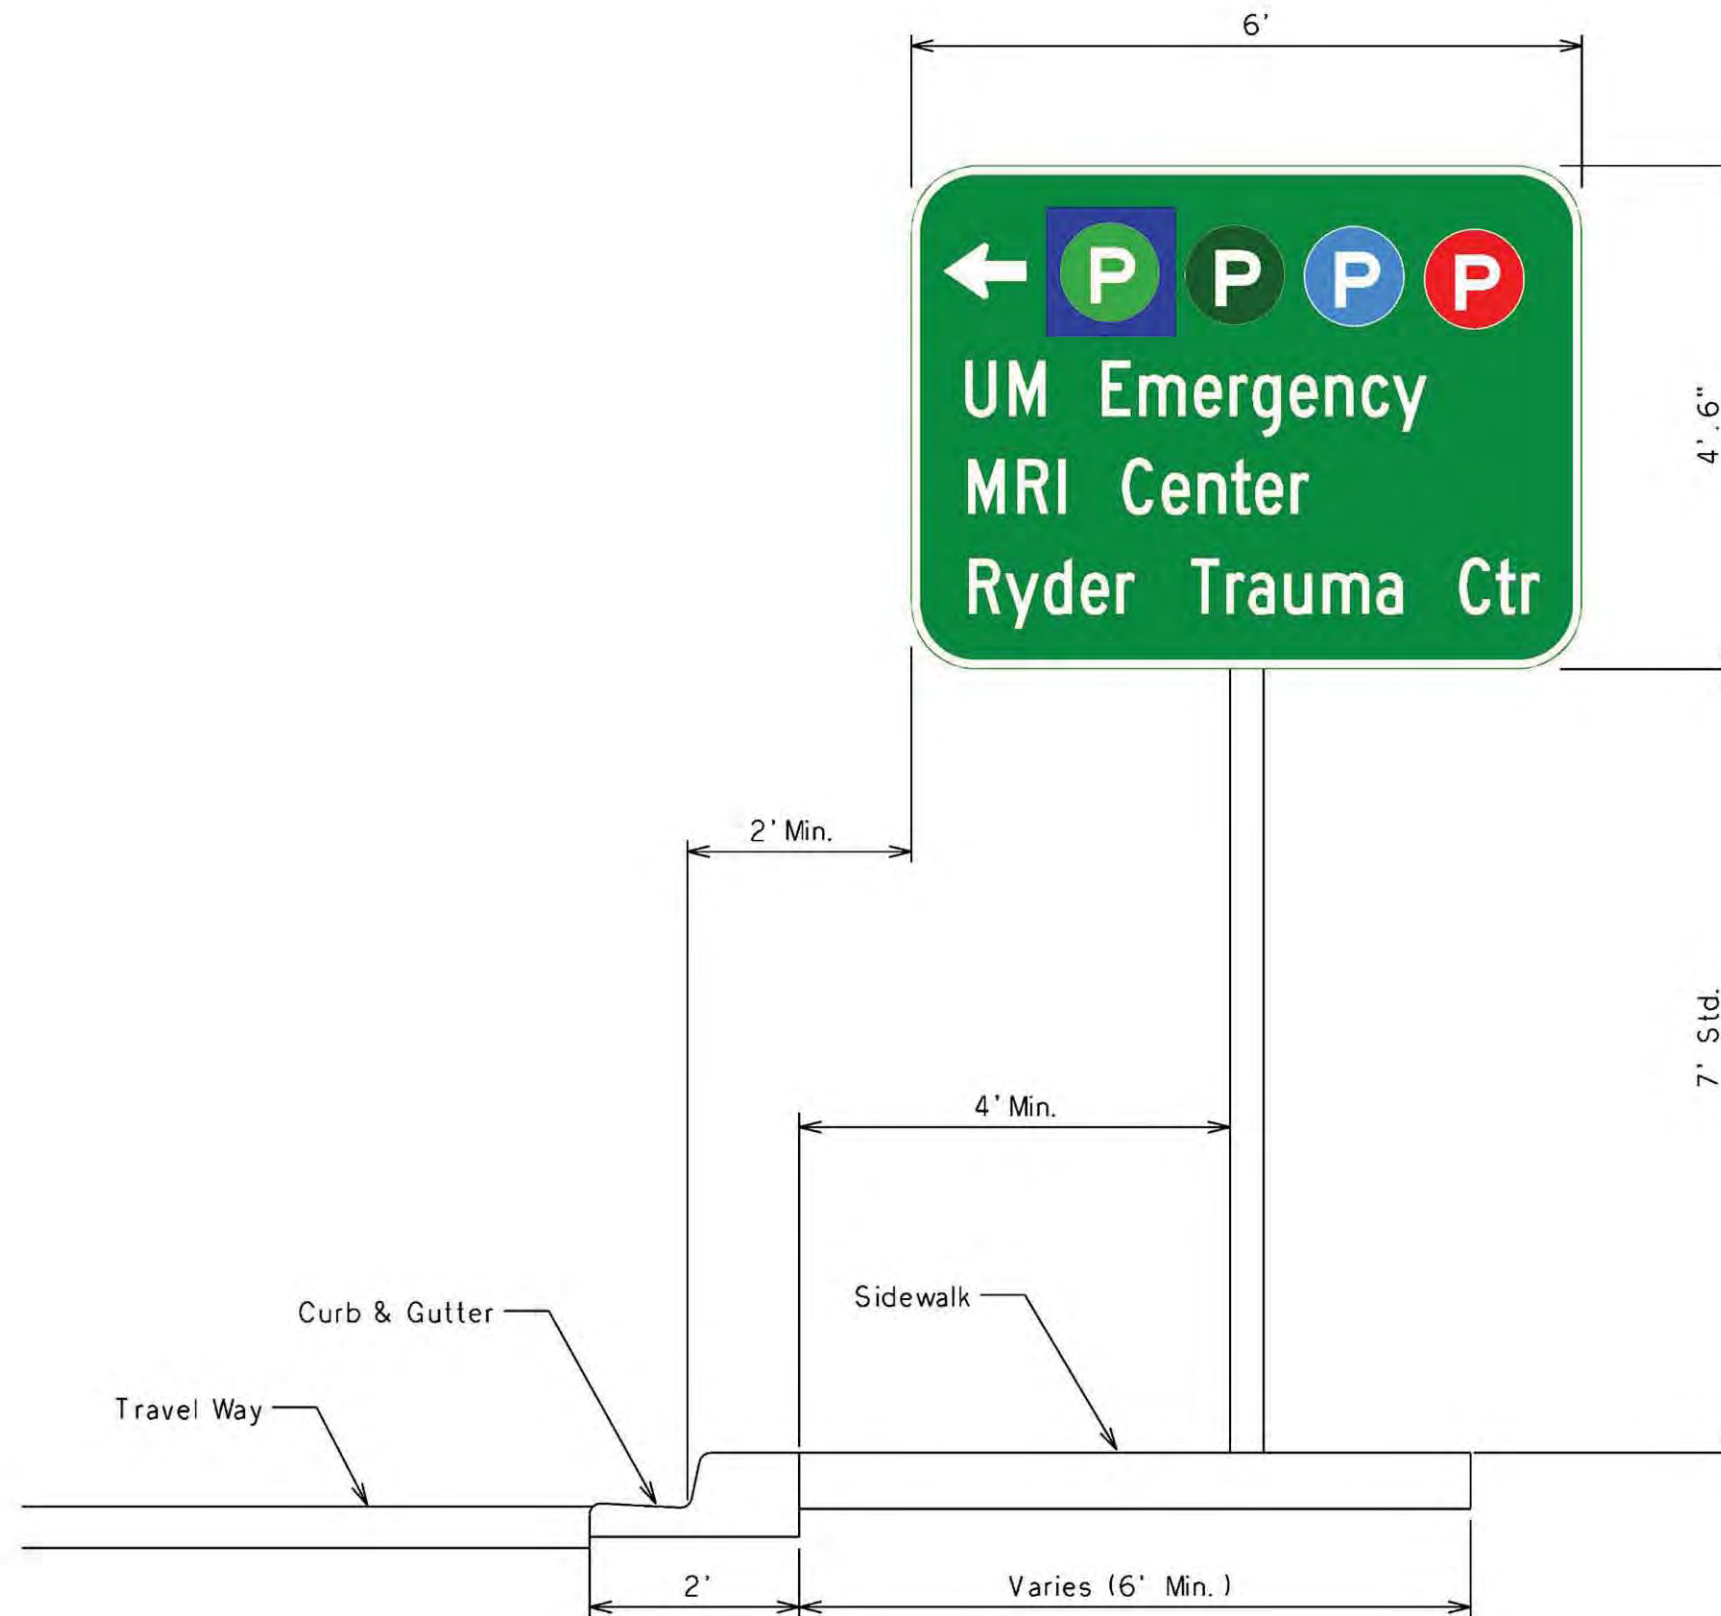 6'
P P P P
UM Emergency
MRI Center
Ryder Trauma Ctr
4'.6"
2' Min.
7' Std.
4' Min.
Sidewalk
Curb & Gutter
Travel Way
2'
Varies (6' Min.)